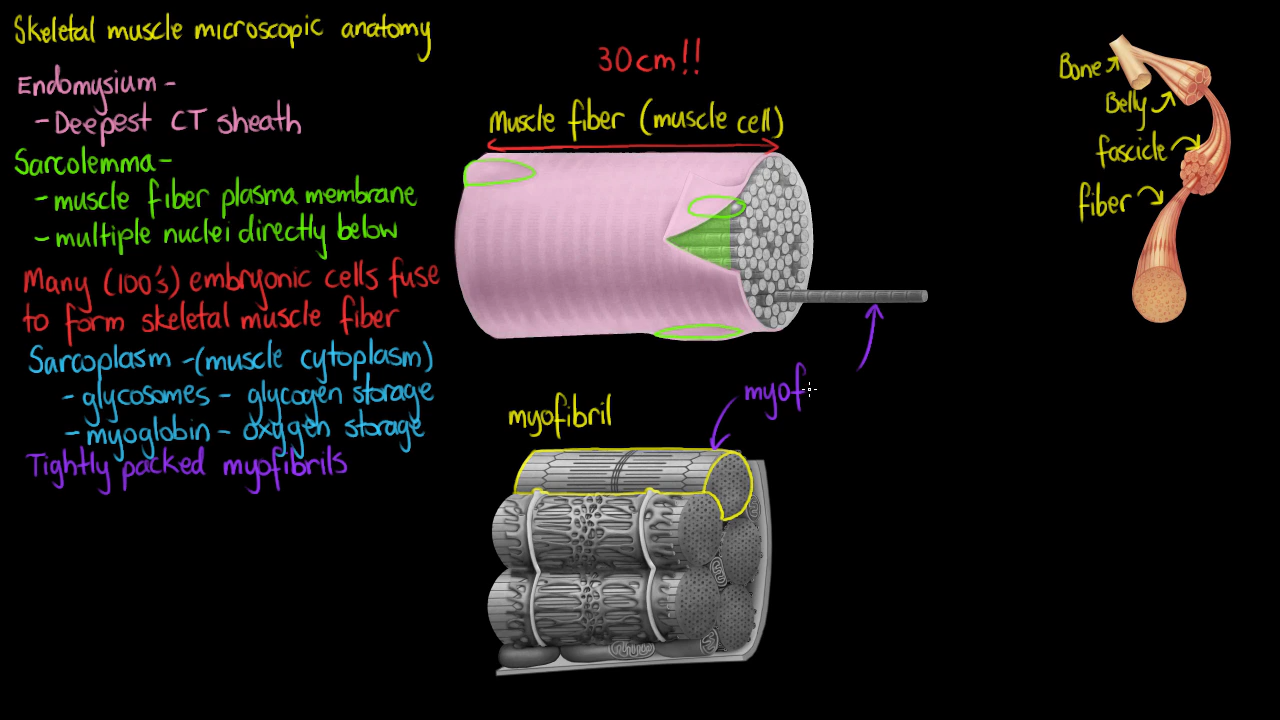 Skeletal muscle microscopic anatomy
Endomysium -
- Deepest CT sheath
Sarcolemma -
- muscle fiber plasma membrane
- multiple nuclei directly below
Many (100's) embryonic cells fuse
to form skeletal muscle fiber
Sarcoplasm - (muscle cytoplasm)
- glycosomes - glycogen storage
- myoglobin - oxygen storage
Tightly packed myofibrils
30cm!!
Muscle fiber (muscle cell)
myof
myofibril
Bone
Belly
fascicle
fiber